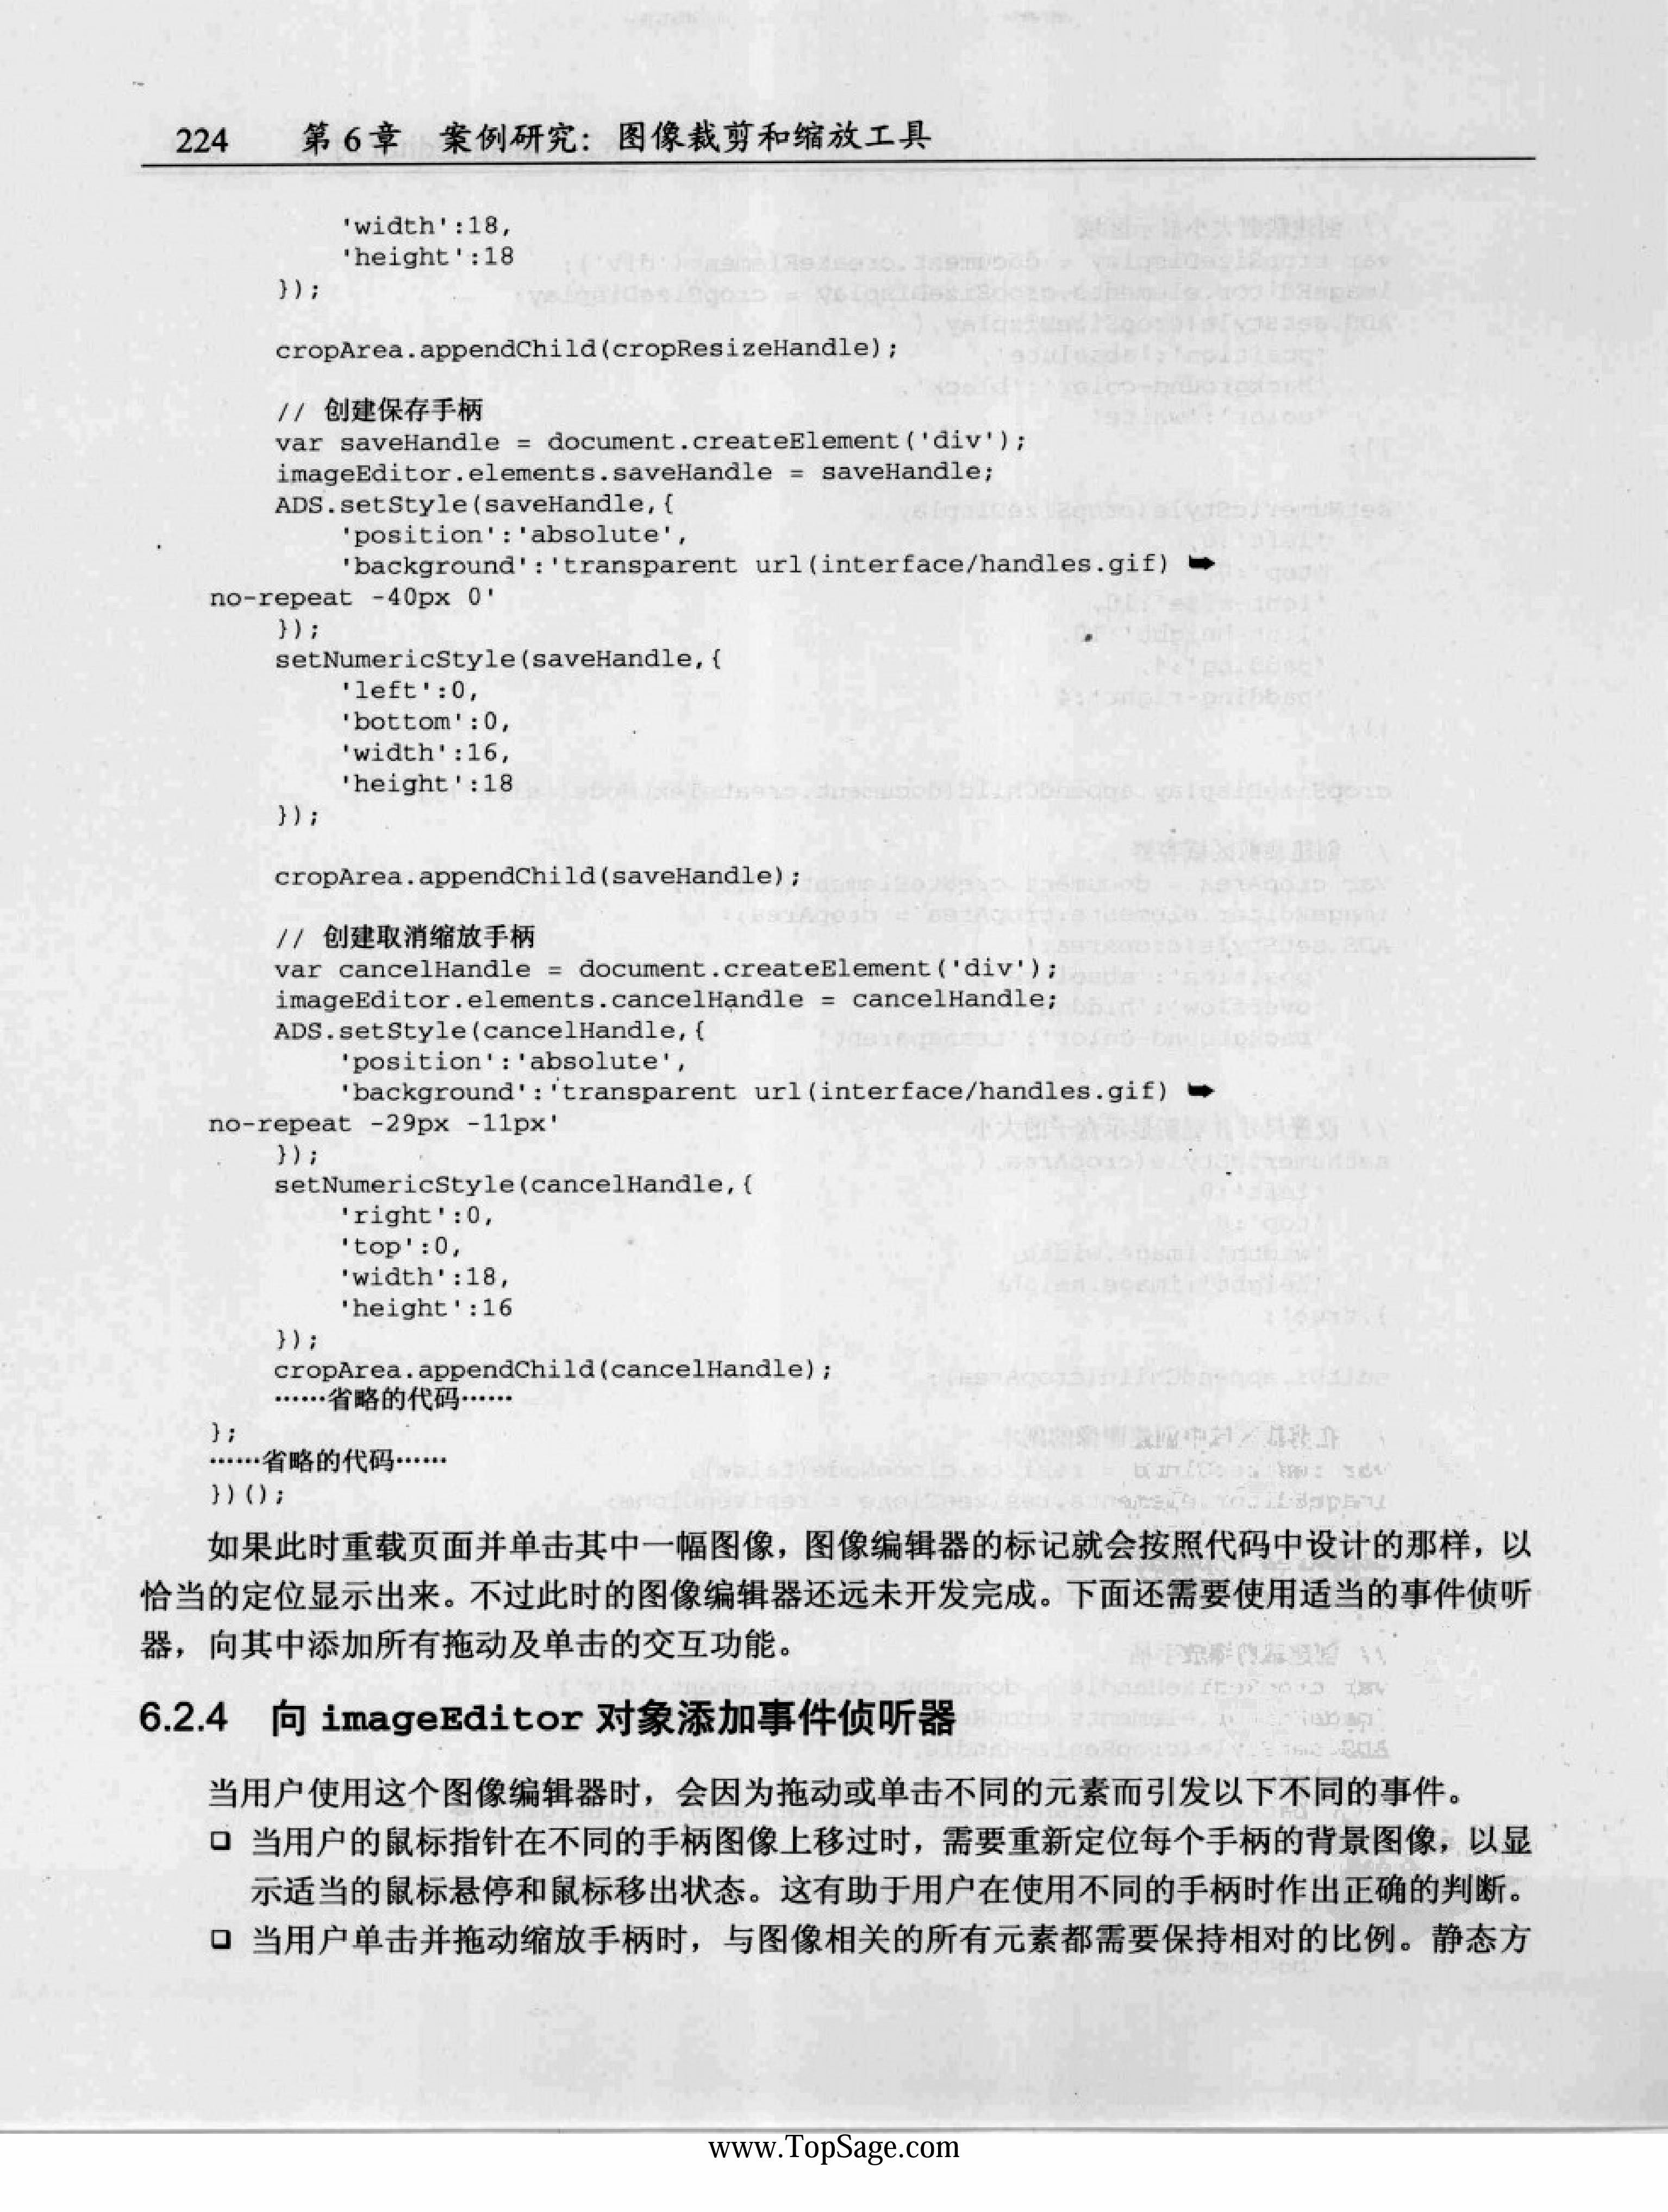 224 第 6 章 案例研究：图像裁剪和缩放工具
'width':18,
'height':18
});
cropArea.appendChild(cropResizeHandle);
// 创建保存手柄
var saveHandle = document.createElement('div');
imageEditor.elements.saveHandle = saveHandle;
ADS.setStyle(saveHandle,{
'position':'absolute',
'background':'transparent url(interface/handles.gif) ➥
no-repeat -40px 0'
});
setNumericStyle(saveHandle,{
'left':0,
'bottom':0,
'width':16,
'height':18
});
cropArea.appendChild(saveHandle);
// 创建取消缩放手柄
var cancelHandle = document.createElement('div');
imageEditor.elements.cancelHandle = cancelHandle;
ADS.setStyle(cancelHandle,{
'position':'absolute',
'background':'transparent url(interface/handles.gif) ➥
no-repeat -29px -11px'
});
setNumericStyle(cancelHandle,{
'right':0,
'top':0,
'width':18,
'height':16
});
cropArea.appendChild(cancelHandle);
……省略的代码……
};
……省略的代码……
})();
如果此时重载页面并单击其中一幅图像，图像编辑器的标记就会按照代码中设计的那样，以
恰当的定位显示出来。不过此时的图像编辑器还远未开发完成。下面还需要使用适当的事件侦听
器，向其中添加所有拖动及单击的交互功能。
6.2.4 向 imageEditor 对象添加事件侦听器
当用户使用这个图像编辑器时，会因为拖动或单击不同的元素而引发以下不同的事件。
❑ 当用户的鼠标指针在不同的手柄图像上移过时，需要重新定位每个手柄的背景图像，以显
示适当的鼠标悬停和鼠标移出状态。这有助于用户在使用不同的手柄时作出正确的判断。
❑ 当用户单击并拖动缩放手柄时，与图像相关的所有元素都需要保持相对的比例。静态方
www.TopSage.com